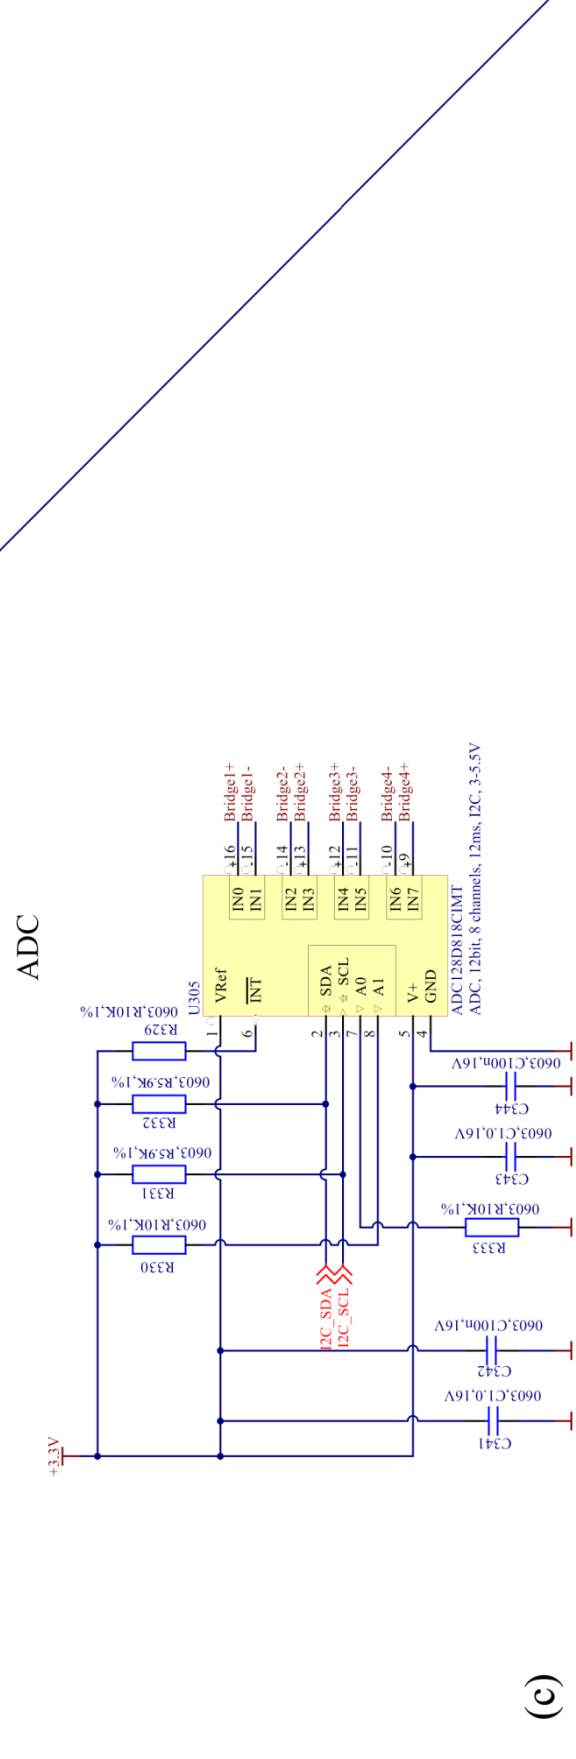 ADC
+3.3V
R329
0603,R10K,1%
R332
0603,R5.9K,1%
R331
0603,R5.9K,1%
R330
0603,R10K,1%
U305
1
VRef
6
INT
2
SDA
3
SCL
7
A0
8
A1
5
V+
4
GND
IN0
+16
Bridge1+
IN1
-15
Bridge1-
IN2
-14
Bridge2-
IN3
+13
Bridge2+
IN4
+12
Bridge3+
IN5
-11
Bridge3-
IN6
-10
Bridge4-
IN7
+9
Bridge4+
ADC128D818CIMT
ADC, 12bit, 8 channels, 12ms, I2C, 3-5.5V
I2C_SDA
I2C_SCL
C344
0603,C100n,16V
C343
0603,C1.0,16V
R333
0603,R10K,1%
C342
0603,C100n,16V
C341
0603,C1.0,16V
(c)